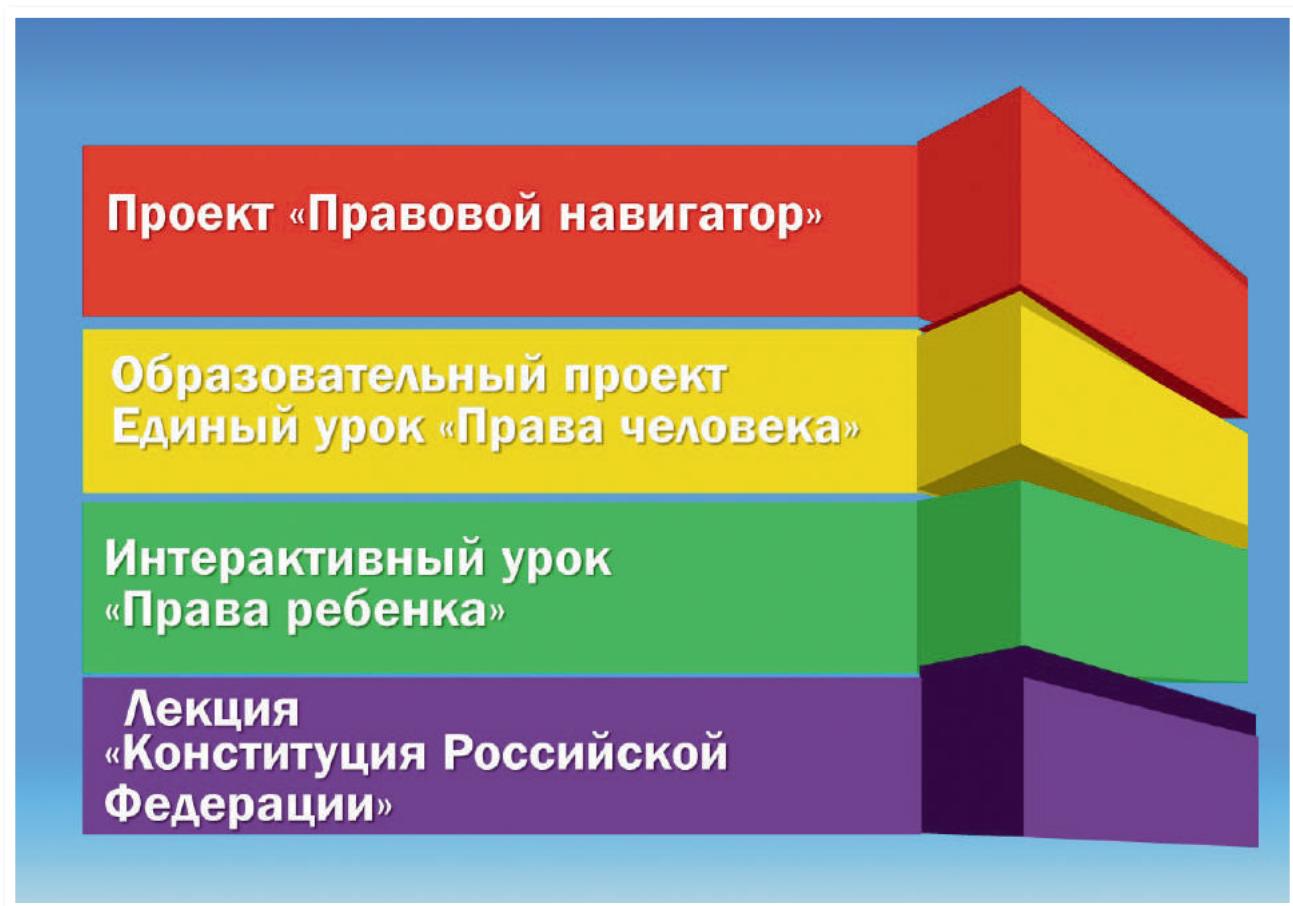 Проект «Правовой навигатор»
Образовательный проект
Единый урок «Права человека»
Интерактивный урок
«Права ребенка»
Лекция
«Конституция Российской
Федерации»